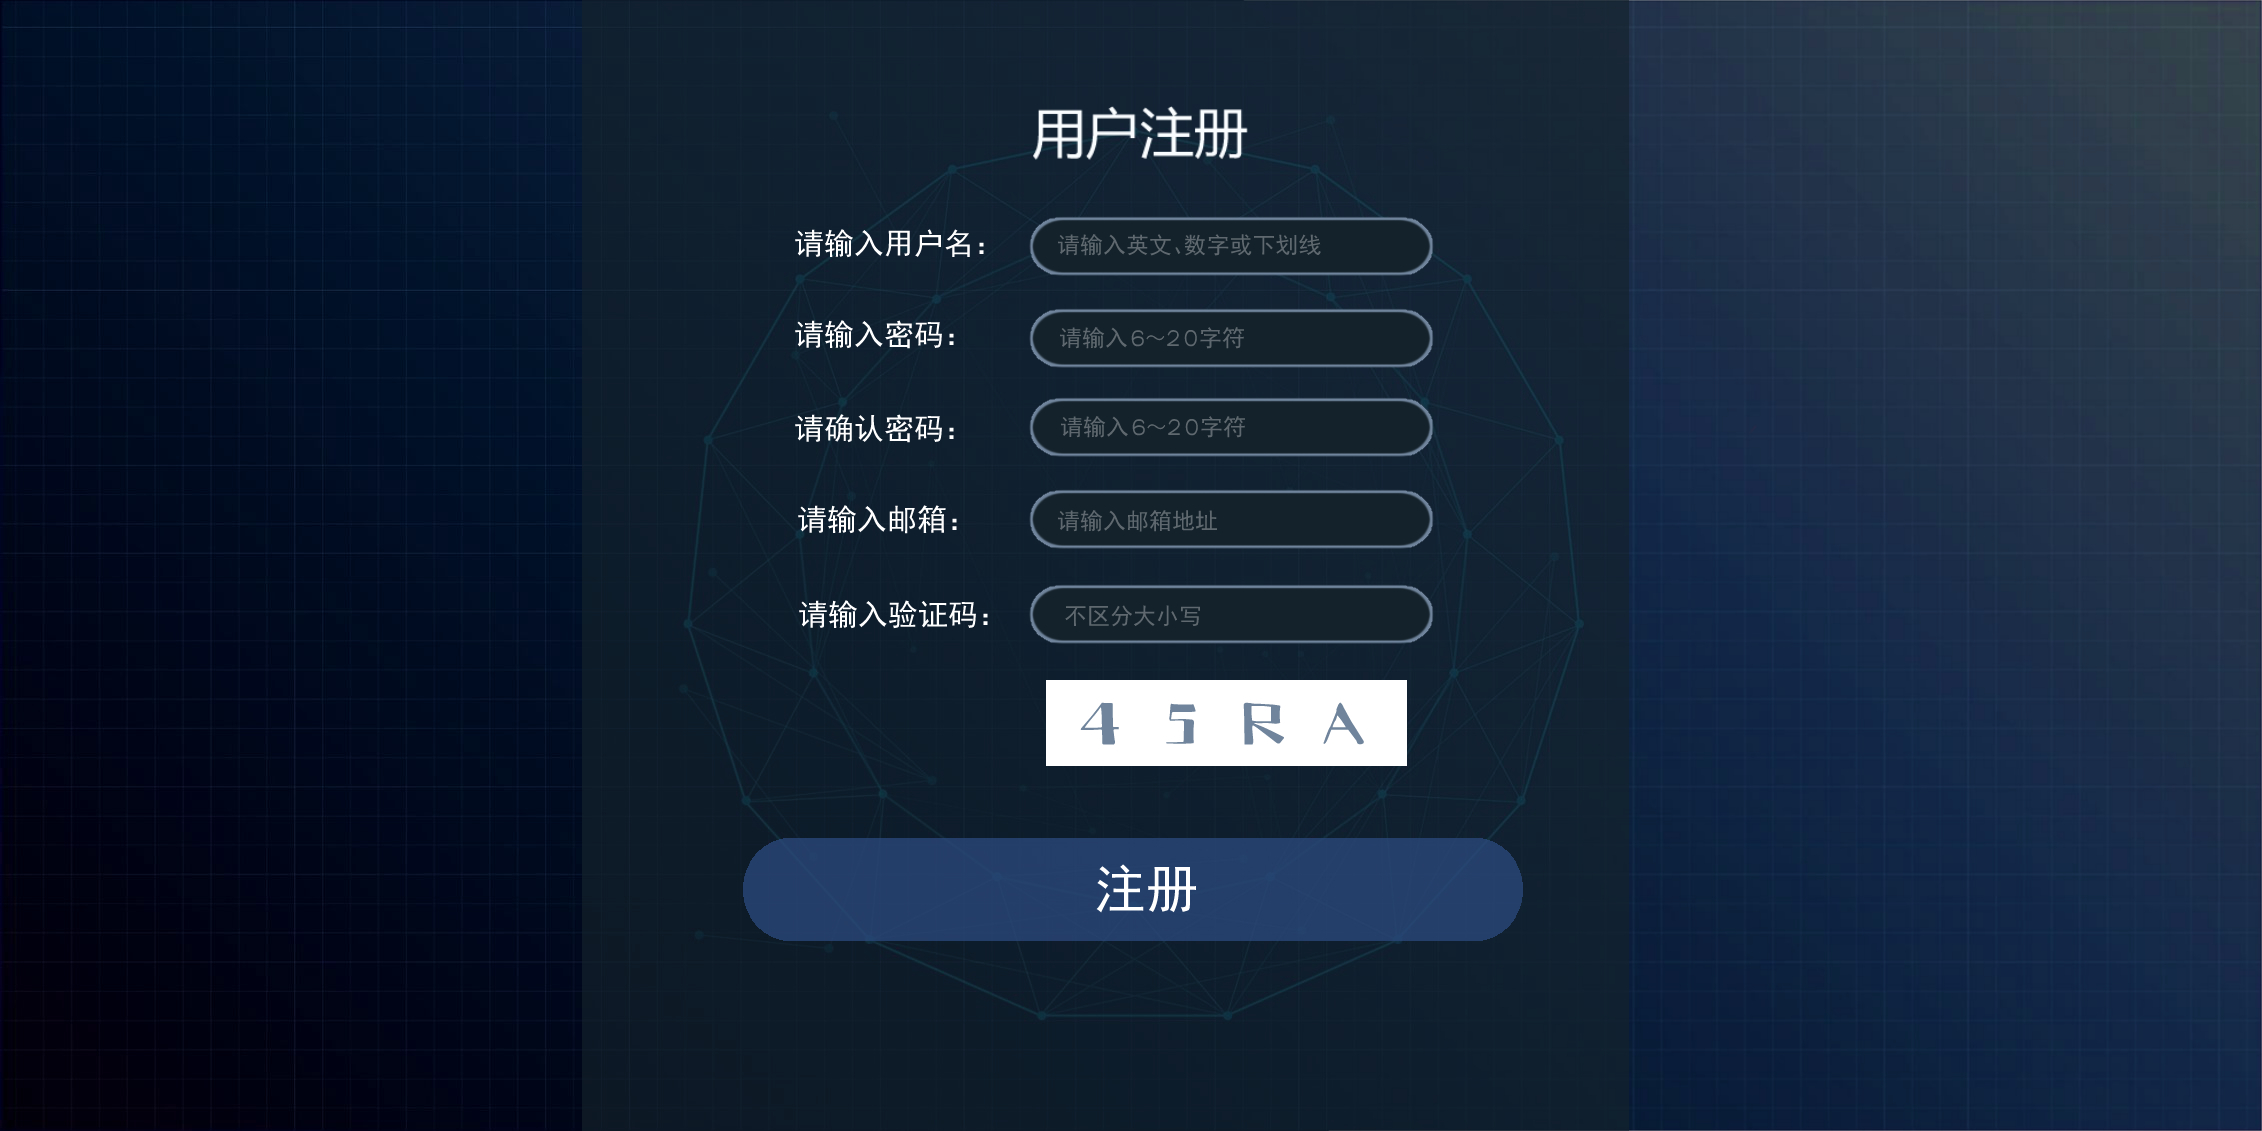 用户注册
请输入用户名： 请输入英文、数字或下划线
请输入密码： 请输入6～20字符
请确认密码： 请输入6～20字符
请输入邮箱： 请输入邮箱地址
请输入验证码： 不区分大小写
4 5 R A
注册